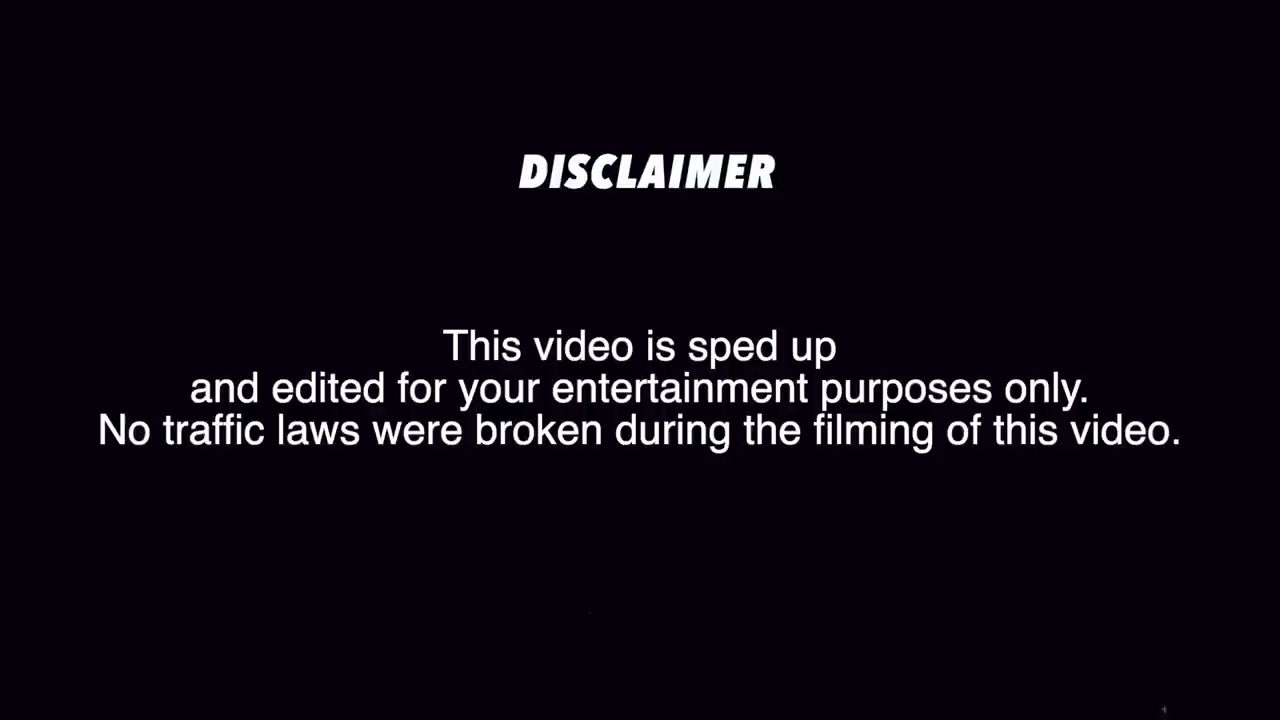 DISCLAIMER
This video is sped up
and edited for your entertainment purposes only.
No traffic laws were broken during the filming of this video.